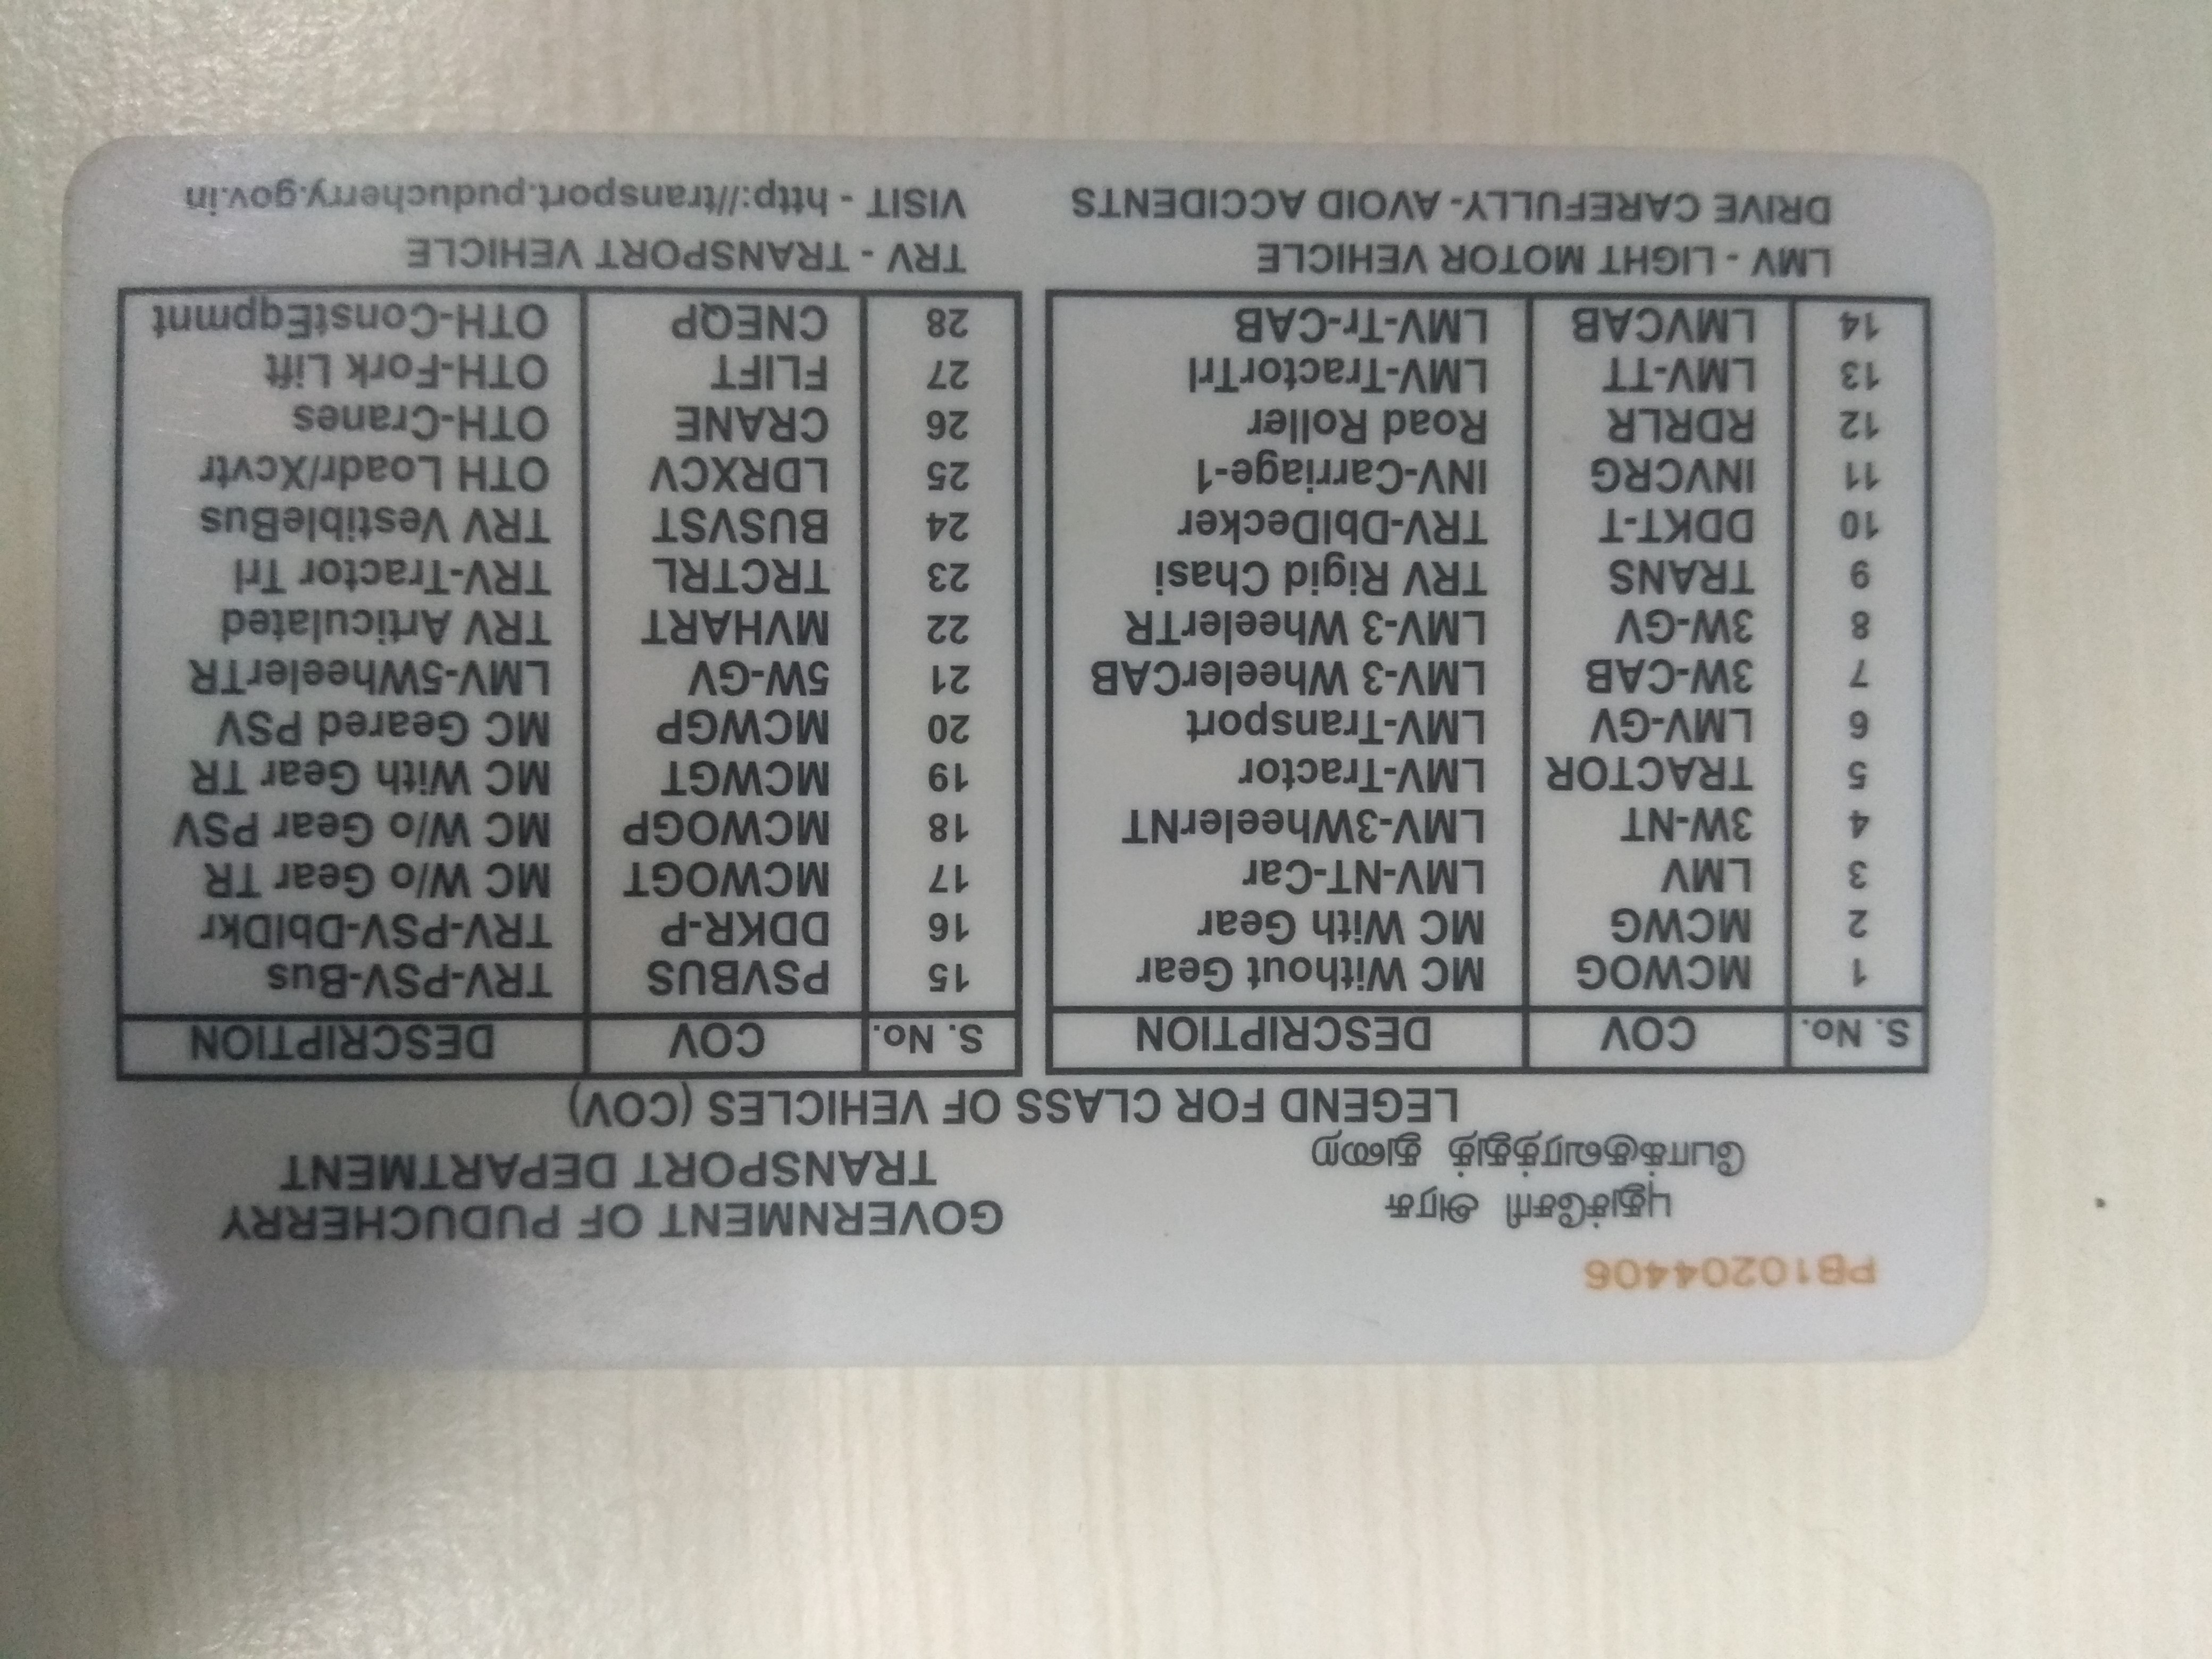 PB10204406
புதுச்சேரி அரசு
போக்குவரத்துத் துறை
GOVERNMENT OF PUDUCHERRY
TRANSPORT DEPARTMENT
LEGEND FOR CLASS OF VEHICLES (COV)
S. No. COV DESCRIPTION
1 MCWOG MC Without Gear
2 MCWG MC With Gear
3 LMV LMV-NT-Car
4 3W-NT LMV-3WheelerNT
5 TRACTOR LMV-Tractor
6 LMV-GV LMV-Transport
7 3W-CAB LMV-3 WheelerCAB
8 3W-GV LMV-3 WheelerTR
9 TRANS TRV Rigid Chasi
10 DDKT-T TRV-DblDecker
11 INVCRG INV-Carriage-1
12 RDRLR Road Roller
13 LMV-TT LMV-TractorTrl
14 LMVCAB LMV-Tr-CAB
S. No. COV DESCRIPTION
15 PSVBUS TRV-PSV-Bus
16 DDKR-P TRV-PSV-DblDkr
17 MCWOGT MC W/o Gear TR
18 MCWOGP MC W/o Gear PSV
19 MCWGT MC With Gear TR
20 MCWGP MC Geared PSV
21 5W-GV LMV-5WheelerTR
22 MVHART TRV Articulated
23 TRCTRL TRV-Tractor Trl
24 BUSVST TRV VestibleBus
25 LDRXCV OTH Loadr/Xcvtr
26 CRANE OTH-Cranes
27 FLIFT OTH-Fork Lift
28 CNEQP OTH-ConstEqpmnt
LMV - LIGHT MOTOR VEHICLE
DRIVE CAREFULLY- AVOID ACCIDENTS
TRV - TRANSPORT VEHICLE
VISIT - http://transport.puducherry.gov.in